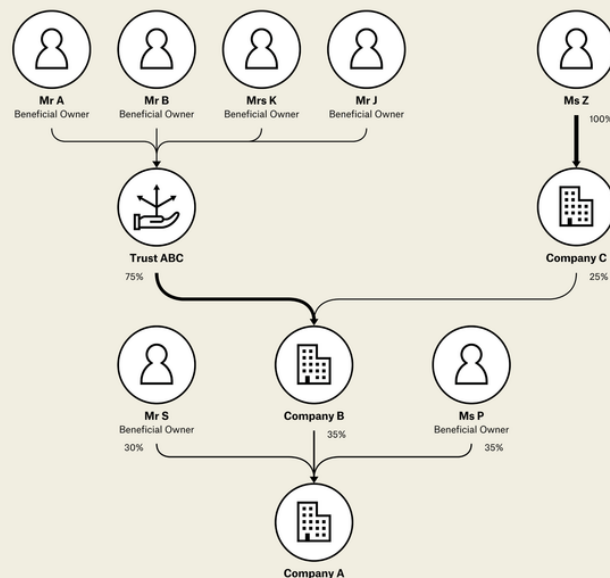 Mr A
Beneficial Owner
Mr B
Beneficial Owner
Mrs K
Beneficial Owner
Mr J
Beneficial Owner
Ms Z
100%
Trust ABC
75%
Company C
25%
Mr S
Beneficial Owner
30%
Company B
35%
Ms P
Beneficial Owner
35%
Company A